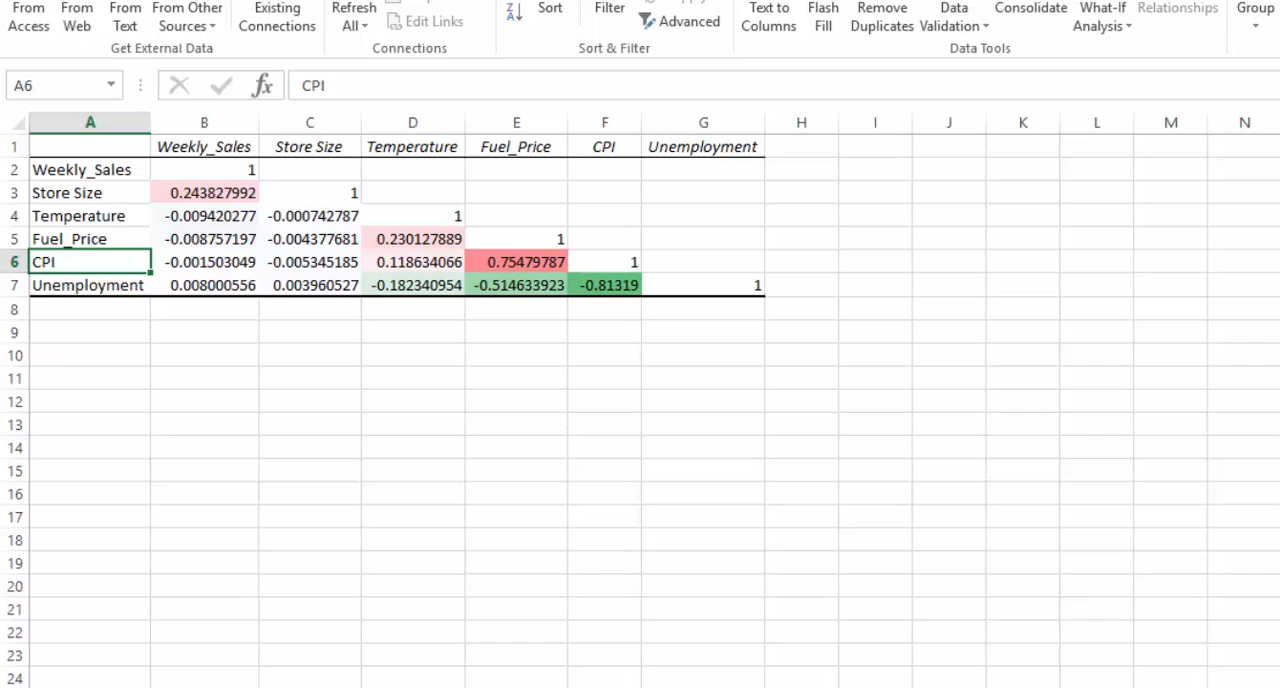 From From From From Other Existing Refresh Sort Filter Text to Flash Remove Data Consolidate What-If Relationships Group
Access Web Text Sources Connections All Edit Links Advanced Columns Fill Duplicates Validation Analysis
Get External Data Connections Sort & Filter Data Tools
A6 fx CPI
A B C D E F G H I J K L M N
1 Weekly_Sales Store Size Temperature Fuel_Price CPI Unemployment
2 Weekly_Sales 1
3 Store Size 0.243827992 1
4 Temperature -0.009420277 -0.000742787 1
5 Fuel_Price -0.008757197 -0.004377681 0.230127889 1
6 CPI -0.001503049 -0.005345185 0.118634066 0.75479787 1
7 Unemployment 0.008000556 0.003960527 -0.182340954 -0.514633923 -0.81319 1
8
9
10
11
12
13
14
15
16
17
18
19
20
21
22
23
24